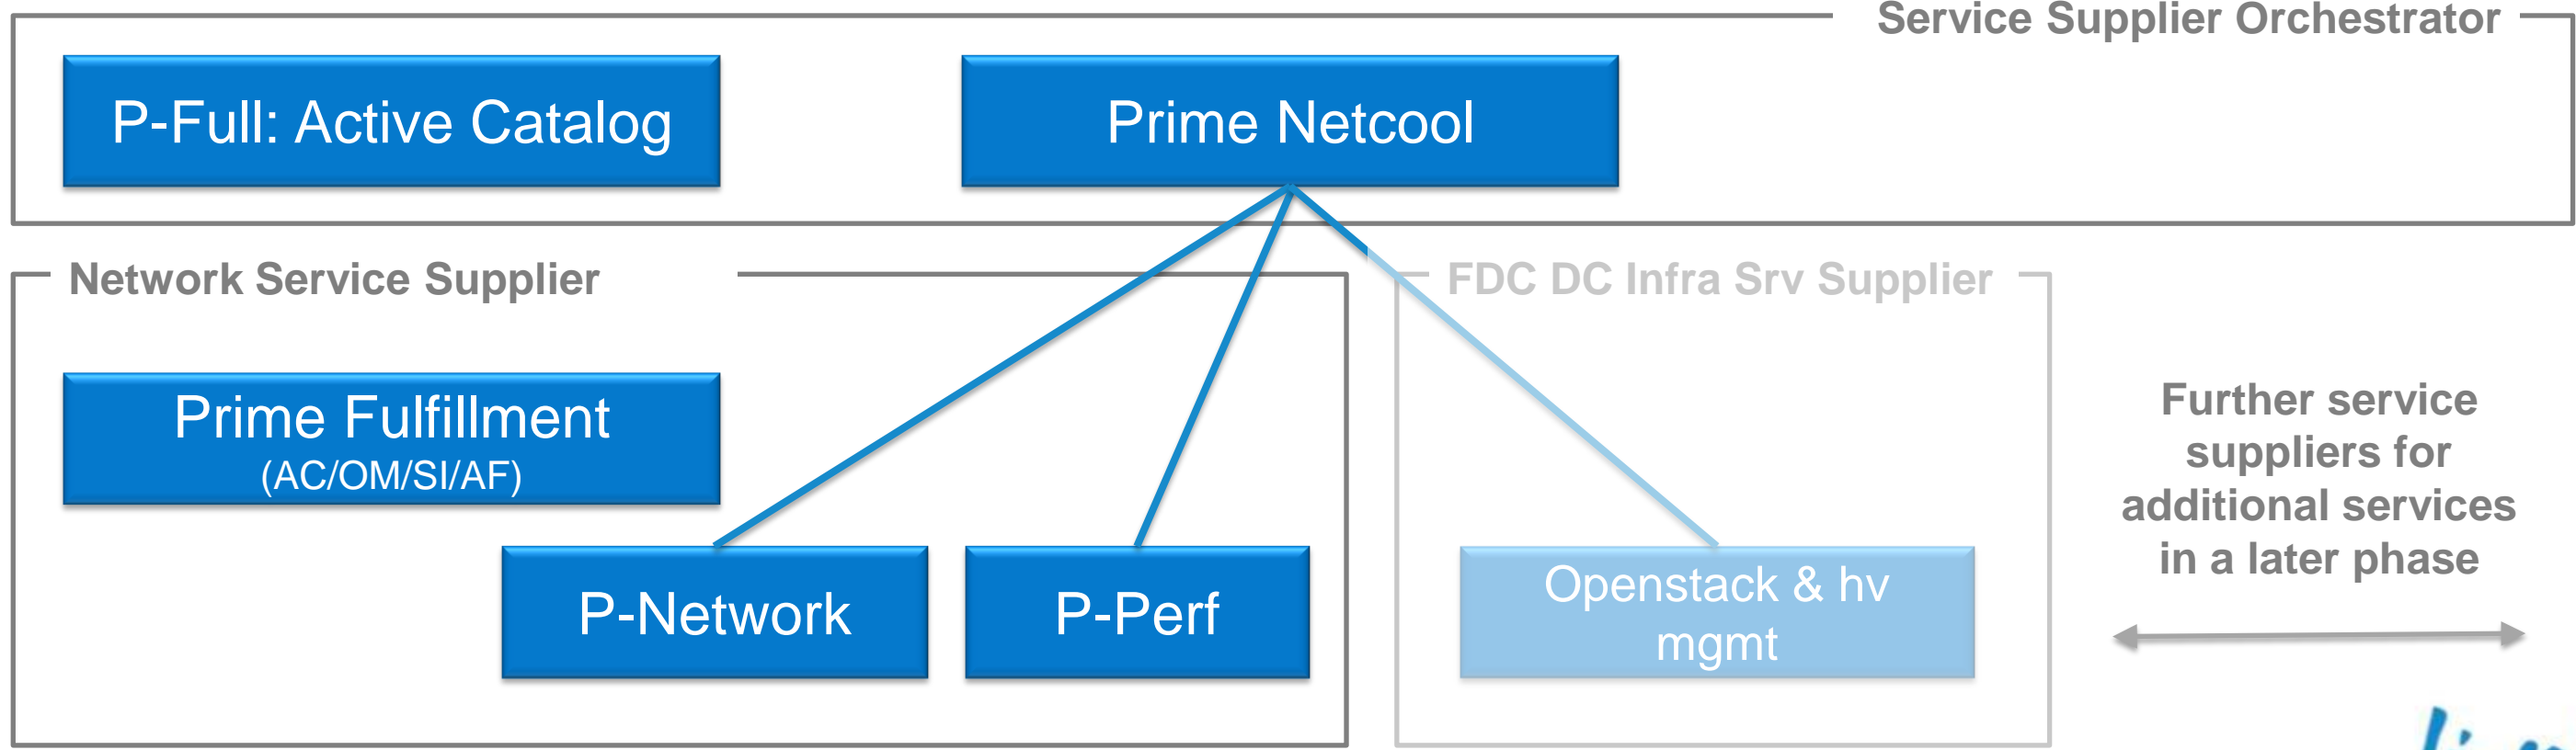 Service Supplier Orchestrator
P-Full: Active Catalog
Prime Netcool
Network Service Supplier
FDC DC Infra Srv Supplier
Prime Fulfillment
(AC/OM/SI/AF)
Further service
suppliers for
additional services
in a later phase
P-Network
P-Perf
Openstack & hv
mgmt